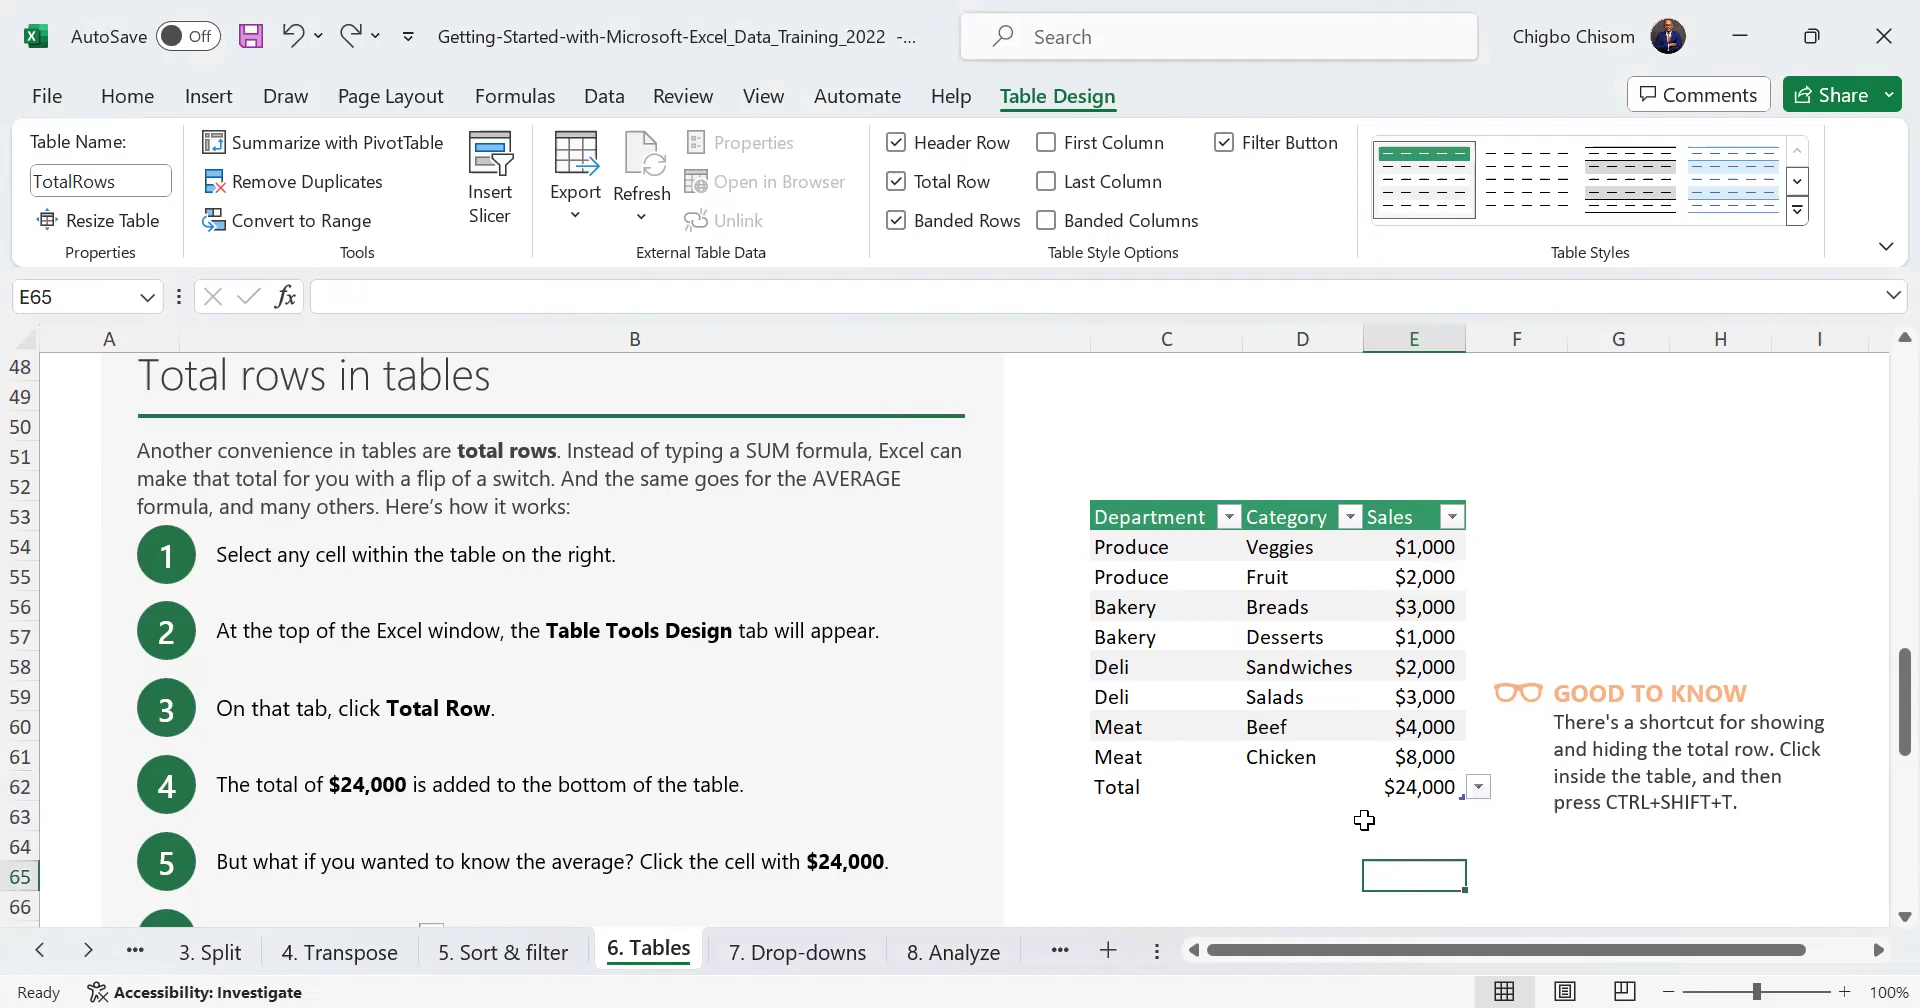 AutoSave Off Getting-Started-with-Microsoft-Excel_Data_Training_2022 -... Search Chigbo Chisom
File Home Insert Draw Page Layout Formulas Data Review View Automate Help Table Design Comments Share
Table Name:
TotalRows
Resize Table
Properties
Summarize with PivotTable
Remove Duplicates
Convert to Range
Tools
Insert
Slicer
Export
Refresh
Properties
Open in Browser
Unlink
External Table Data
Header Row First Column Filter Button
Total Row Last Column
Banded Rows Banded Columns
Table Style Options
Table Styles
E65 fx
A B C D E F G H I
48
49
50
51
52
53
54
55
56
57
58
59
60
61
62
63
64
65
66
Total rows in tables
Another convenience in tables are total rows. Instead of typing a SUM formula, Excel can
make that total for you with a flip of a switch. And the same goes for the AVERAGE
formula, and many others. Here's how it works:
1 Select any cell within the table on the right.
2 At the top of the Excel window, the Table Tools Design tab will appear.
3 On that tab, click Total Row.
4 The total of $24,000 is added to the bottom of the table.
5 But what if you wanted to know the average? Click the cell with $24,000.
Department Category Sales
Produce Veggies $1,000
Produce Fruit $2,000
Bakery Breads $3,000
Bakery Desserts $1,000
Deli Sandwiches $2,000
Deli Salads $3,000
Meat Beef $4,000
Meat Chicken $8,000
Total $24,000
GOOD TO KNOW
There's a shortcut for showing
and hiding the total row. Click
inside the table, and then
press CTRL+SHIFT+T.
3. Split 4. Transpose 5. Sort & filter 6. Tables 7. Drop-downs 8. Analyze
Ready Accessibility: Investigate 100%